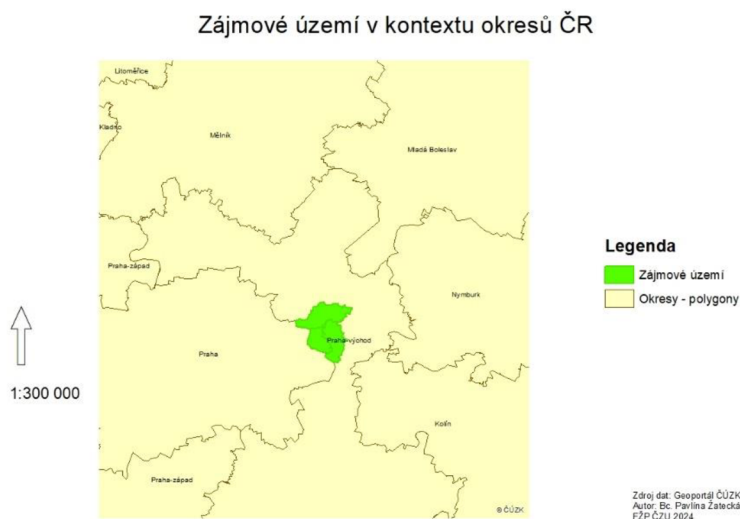 Zájmové území v kontextu okresů ČR
Litoměřice
Kladno
Mělník
Mladá Boleslav
Praha-západ
Nymburk
Praha-východ
Praha
Kolín
Praha-západ
© ČÚZK
1:300 000
Legenda
Zájmové území
Okresy - polygony
Zdroj dat: Geoportál ČÚZK
Autor: Bc. Pavlína Žatecká
FŽP ČZU 2024